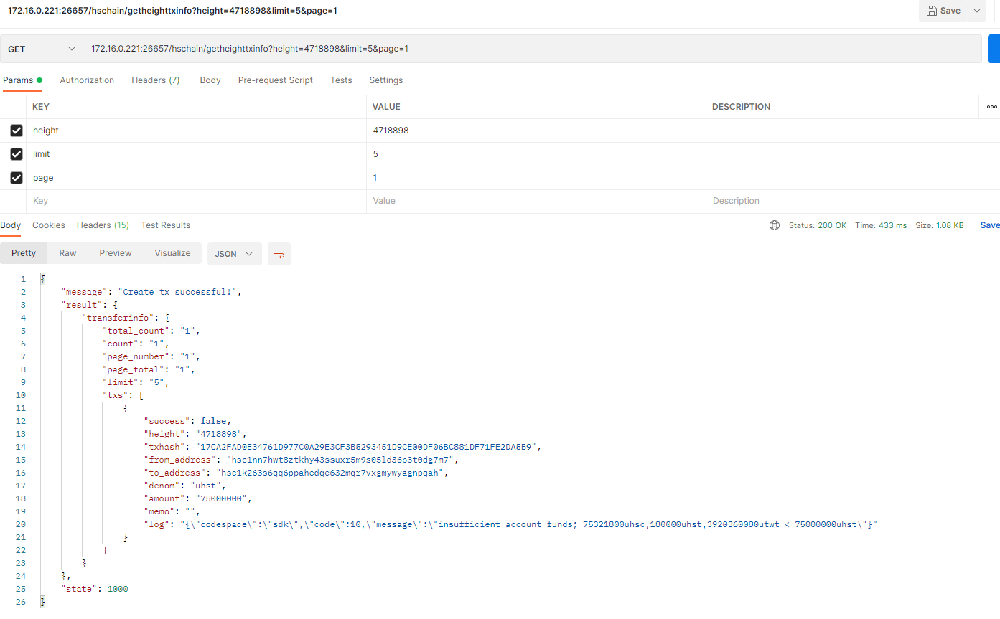 172.16.0.221:26657/hschain/getheighttxinfo?height=4718898&limit=5&page=1
Save
GET
172.16.0.221:26657/hschain/getheighttxinfo?height=4718898&limit=5&page=1
Params Authorization Headers (7) Body Pre-request Script Tests Settings
KEY VALUE DESCRIPTION
height 4718898
limit 5
page 1
Key Value Description
Body Cookies Headers (15) Test Results Status: 200 OK Time: 433 ms Size: 1.08 KB Save
Pretty Raw Preview Visualize JSON
1 {
2 "message": "Create tx successful!",
3 "result": {
4 "transferinfo": {
5 "total_count": "1",
6 "count": "1",
7 "page_number": "1",
8 "page_total": "1",
9 "limit": "5",
10 "txs": [
11 {
12 "success": false,
13 "height": "4718898",
14 "txhash": "17CA2FAD0E34761D977C0A29E3CF3B5293451D9CE00DF06BC881DF71FE2DA5B9",
15 "from_address": "hsc1nn7hwt8ztkhy43ssuxr5m9s05ld36p3t0dg7m7",
16 "to_address": "hsc1k263s6qq6ppahedqe632mqr7vxgmywyagnpqah",
17 "denom": "uhst",
18 "amount": "75000000",
19 "memo": "",
20 "log": "{\"codespace\":\"sdk\",\"code\":10,\"message\":\"insufficient account funds; 75321800uhsc,180000uhst,3920360080utwt < 75000000uhst\"}"
21 }
22 ]
23 }
24 },
25 "state": 1000
26 }